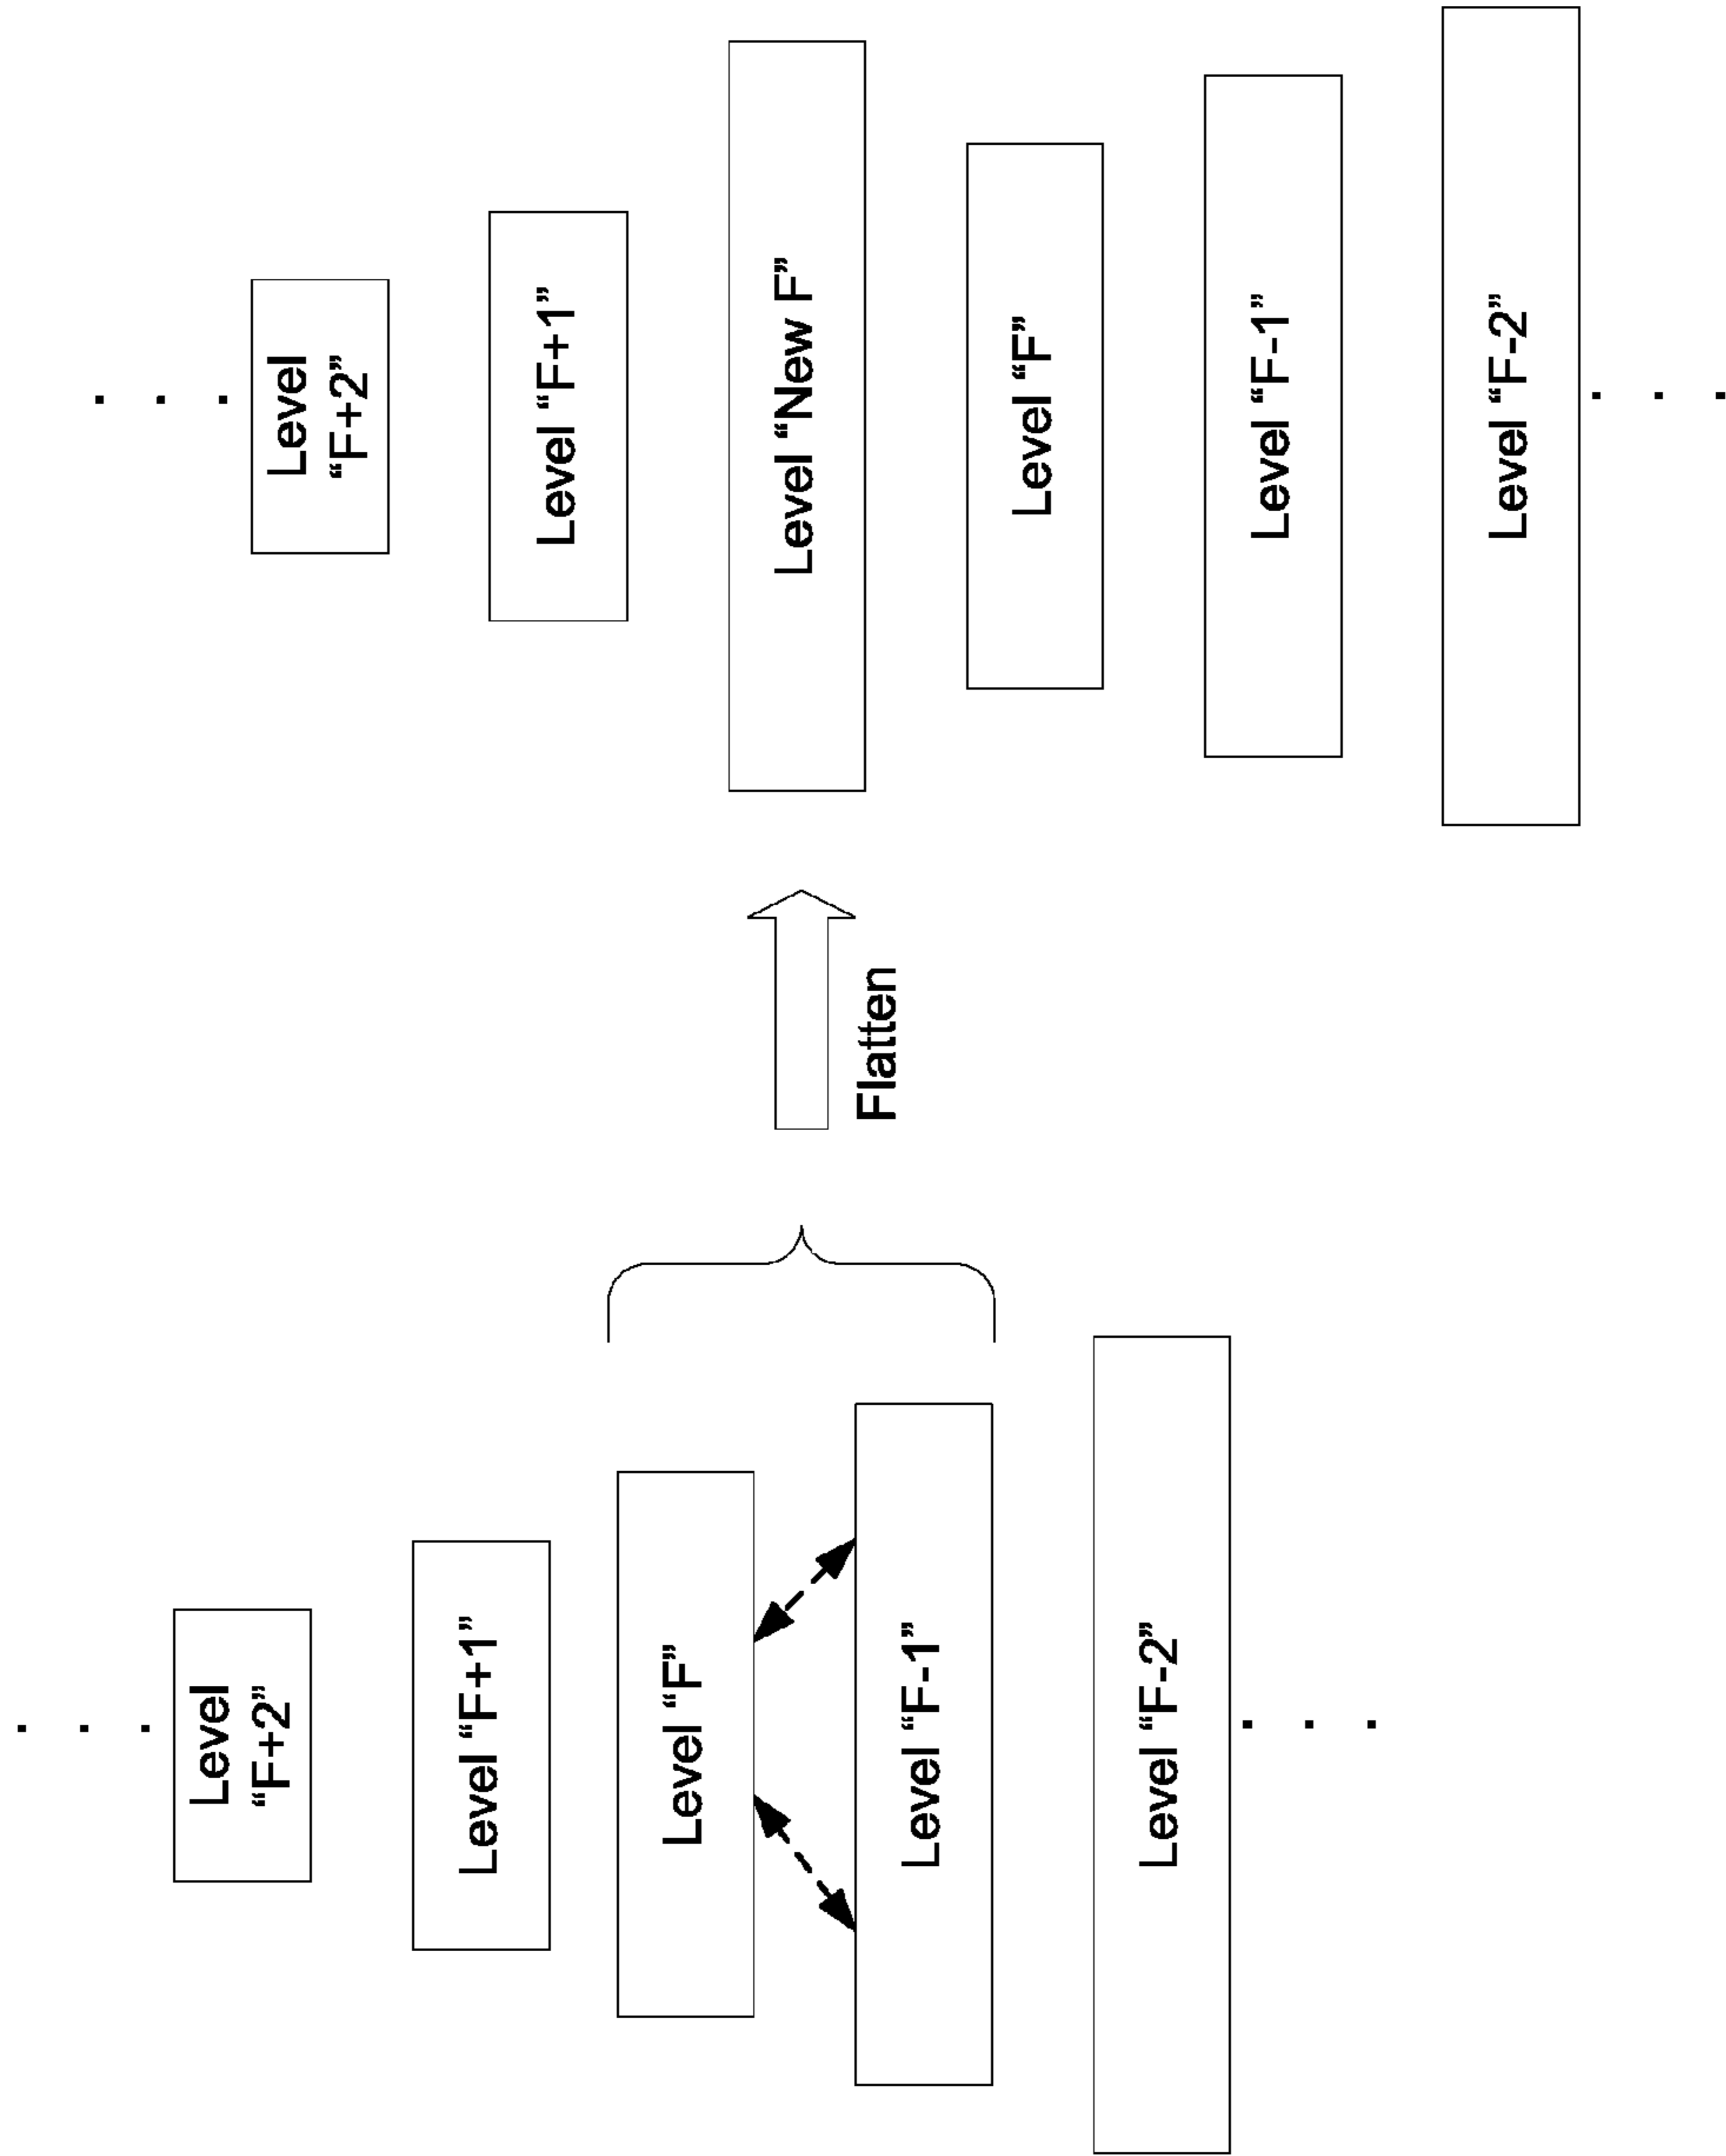 Level
“F+2”
Level “F+1”
Level “F”
Level “F-1”
Level “F-2”
Flatten
Level
“F+2”
Level “F+1”
Level “New F”
Level “F”
Level “F-1”
Level “F-2”